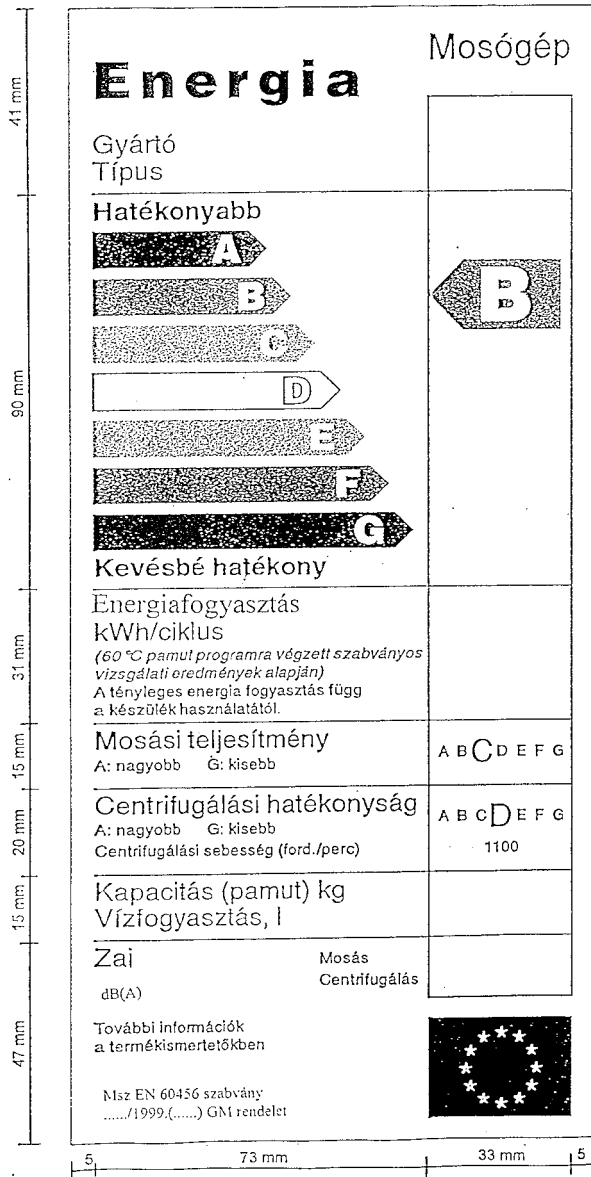 Mosógép
Energia
Gyártó
Típus
Hatékonyabb
A
B
B
C
D
E
F
G
Kevésbé hatékony
Energiafogyasztás
kWh/ciklus
(60 °C pamut programra végzett szabványos
vizsgálati eredmények alapján)
A tényleges energia fogyasztás függ
a készülék használatától.
Mosási teljesítmény
A: nagyobb G: kisebb
A B C D E F G
Centrifugálási hatékonyság
A: nagyobb G: kisebb
Centrifugálási sebesség (ford./perc)
A B C D E F G
1100
Kapacitás (pamut) kg
Vízfogyasztás, l
Zaj
dB(A)
Mosás
Centrifugálás
További információk
a termékismertetőkben
Msz EN 60456 szabvány
....../1999.(......) GM rendelet
41 mm
90 mm
31 mm
15 mm
20 mm
15 mm
47 mm
5
73 mm
33 mm
5